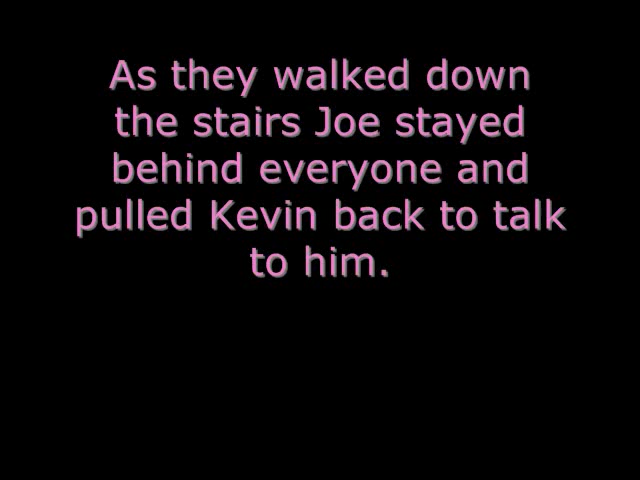 As they walked down
the stairs Joe stayed
behind everyone and
pulled Kevin back to talk
to him.